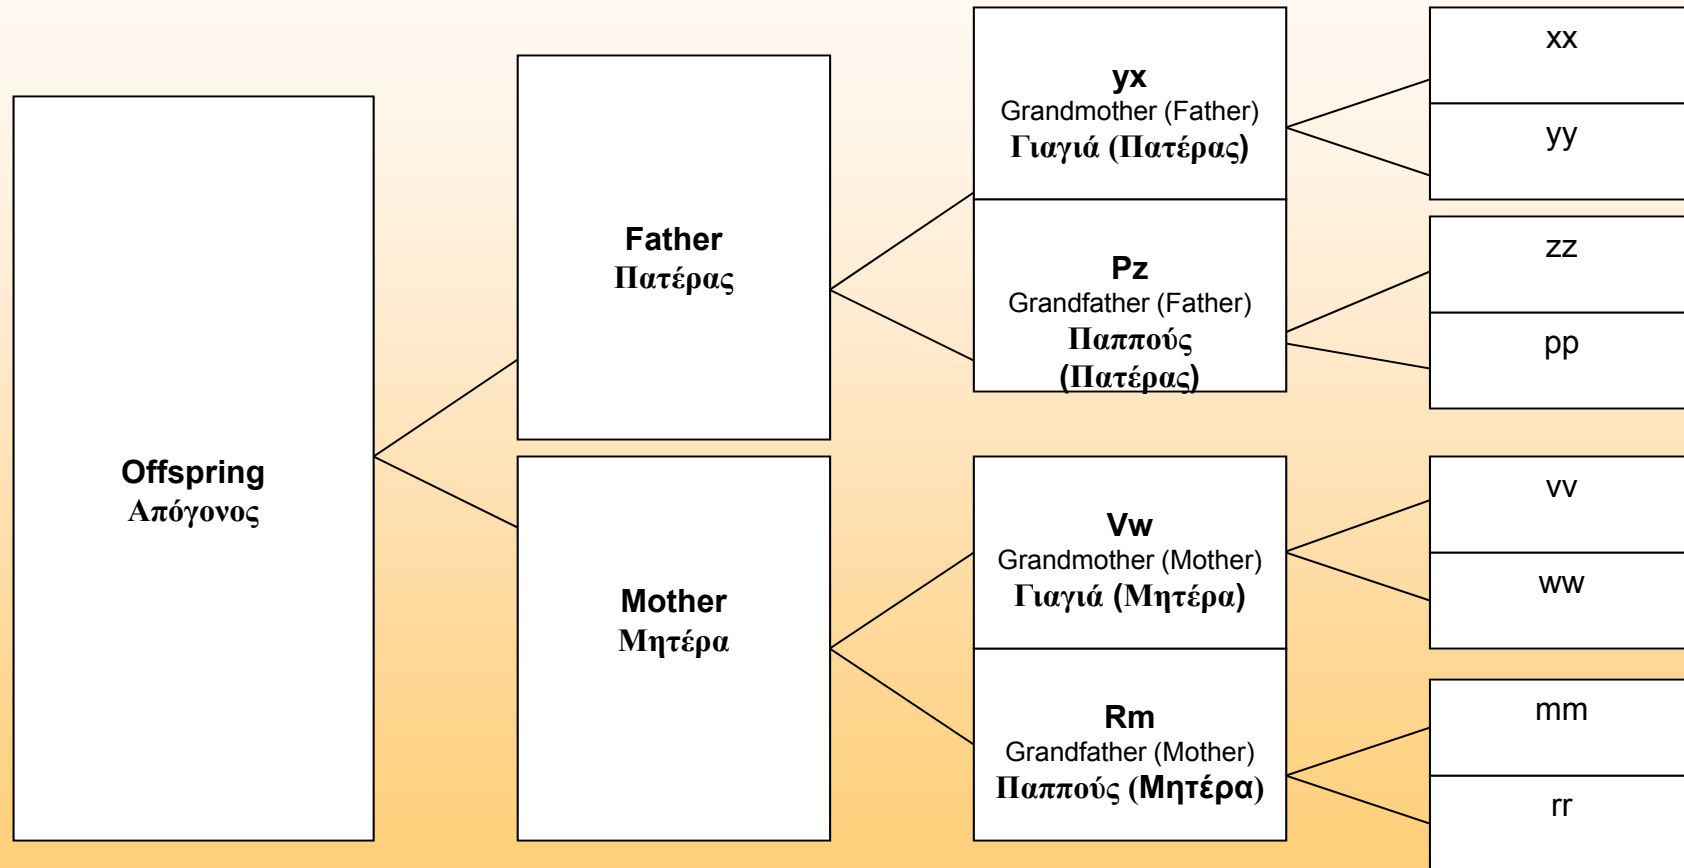 Offspring
Απόγονος
Father
Πατέρας
Mother
Μητέρα
yx
Grandmother (Father)
Γιαγιά (Πατέρας)
Pz
Grandfather (Father)
Παππούς
(Πατέρας)
Vw
Grandmother (Mother)
Γιαγιά (Μητέρα)
Rm
Grandfather (Mother)
Παππούς (Μητέρα)
xx
yy
zz
pp
vv
ww
mm
rr